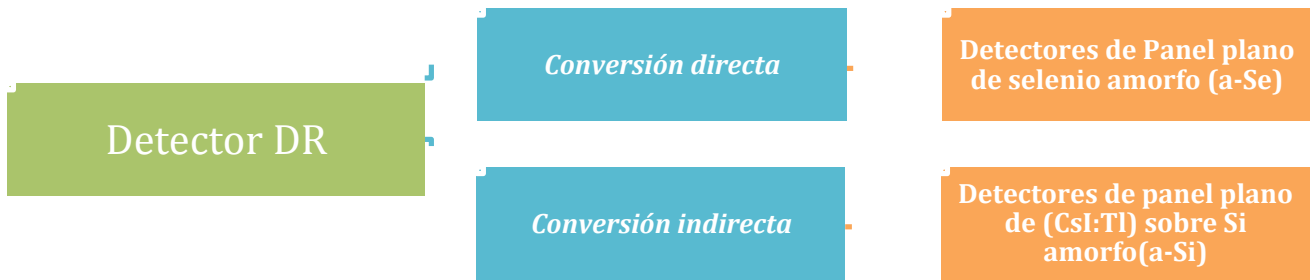 Detector DR
Conversión directa
Detectores de Panel plano
de selenio amorfo (a-Se)
Conversión indirecta
Detectores de panel plano
de (CsI:Tl) sobre Si
amorfo(a-Si)